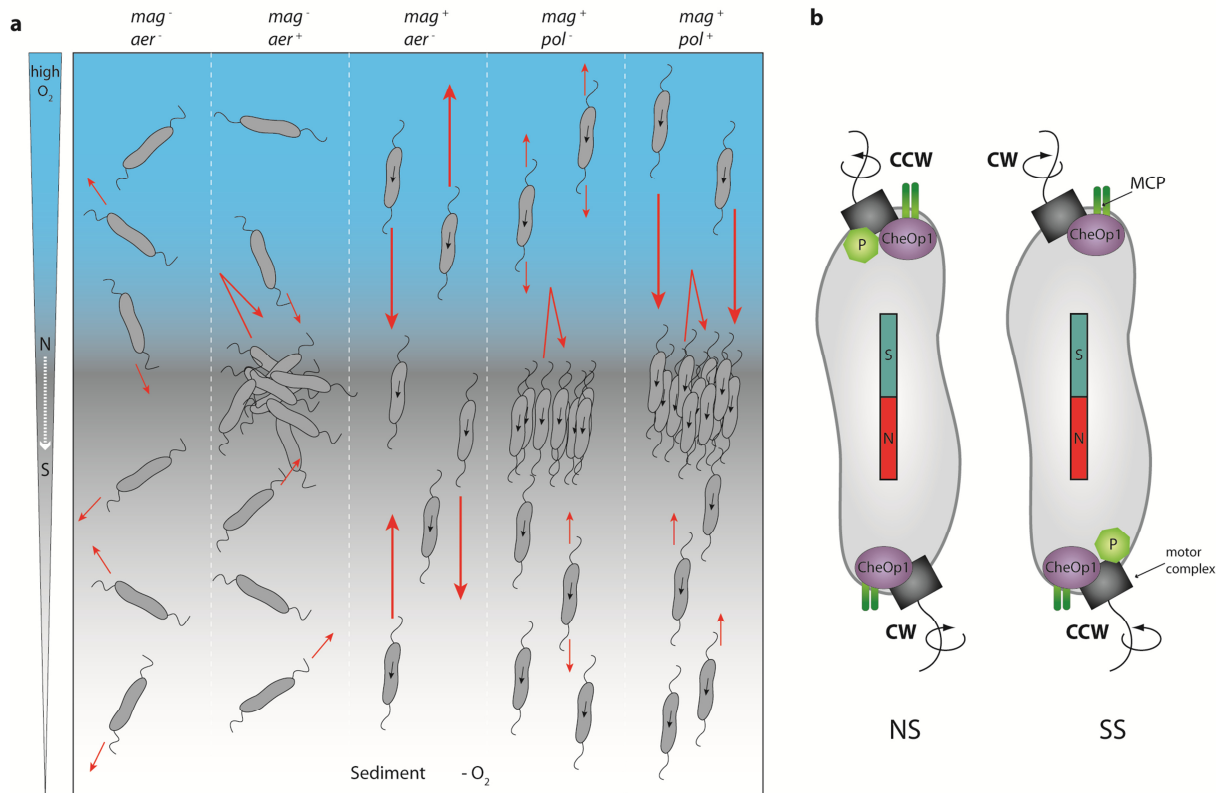 a
mag⁻
aer⁻
mag⁻
aer⁺
mag⁺
aer⁻
mag⁺
pol⁻
mag⁺
pol⁺
high
O₂
N
S
Sediment - O₂
b
CCW
P
CheOp1
S
N
CheOp1
CW
NS
CW
MCP
CheOp1
S
N
P
CheOp1
motor
complex
CCW
SS